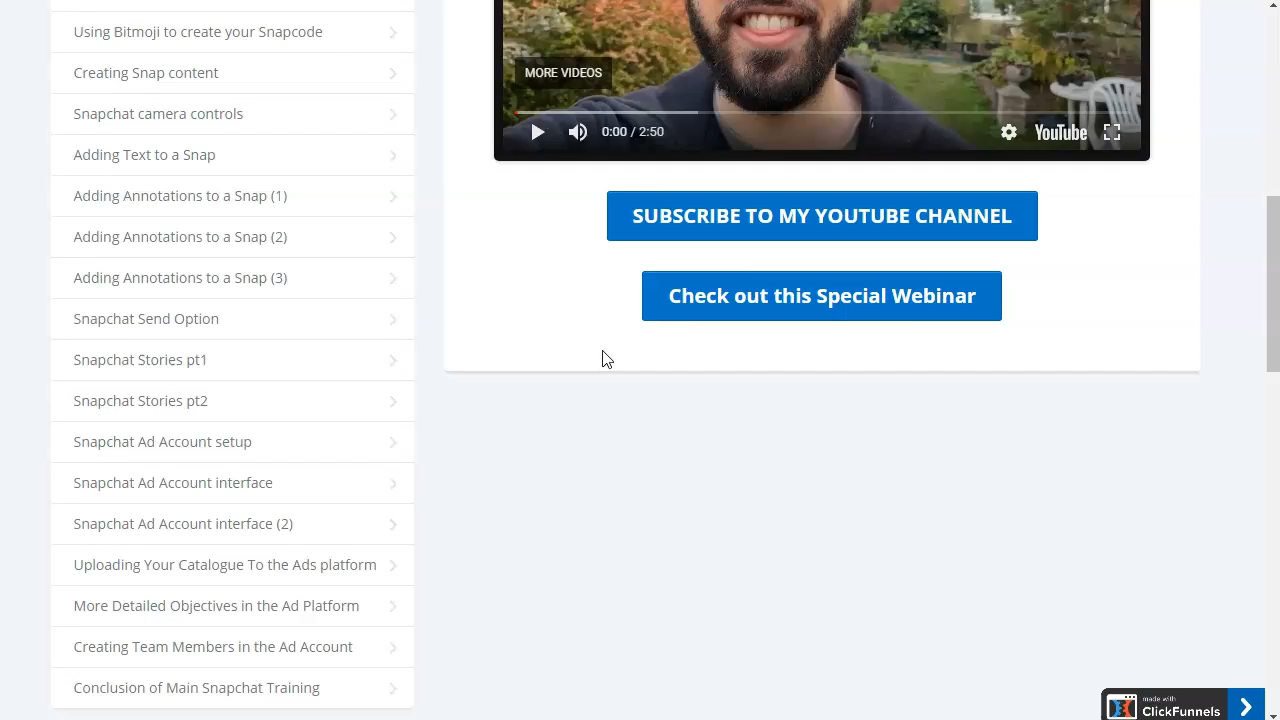 Using Bitmoji to create your Snapcode
Creating Snap content
Snapchat camera controls
Adding Text to a Snap
Adding Annotations to a Snap (1)
Adding Annotations to a Snap (2)
Adding Annotations to a Snap (3)
Snapchat Send Option
Snapchat Stories pt1
Snapchat Stories pt2
Snapchat Ad Account setup
Snapchat Ad Account interface
Snapchat Ad Account interface (2)
Uploading Your Catalogue To the Ads platform
More Detailed Objectives in the Ad Platform
Creating Team Members in the Ad Account
Conclusion of Main Snapchat Training
MORE VIDEOS
0:00 / 2:50
YouTube
SUBSCRIBE TO MY YOUTUBE CHANNEL
Check out this Special Webinar
made with
ClickFunnels